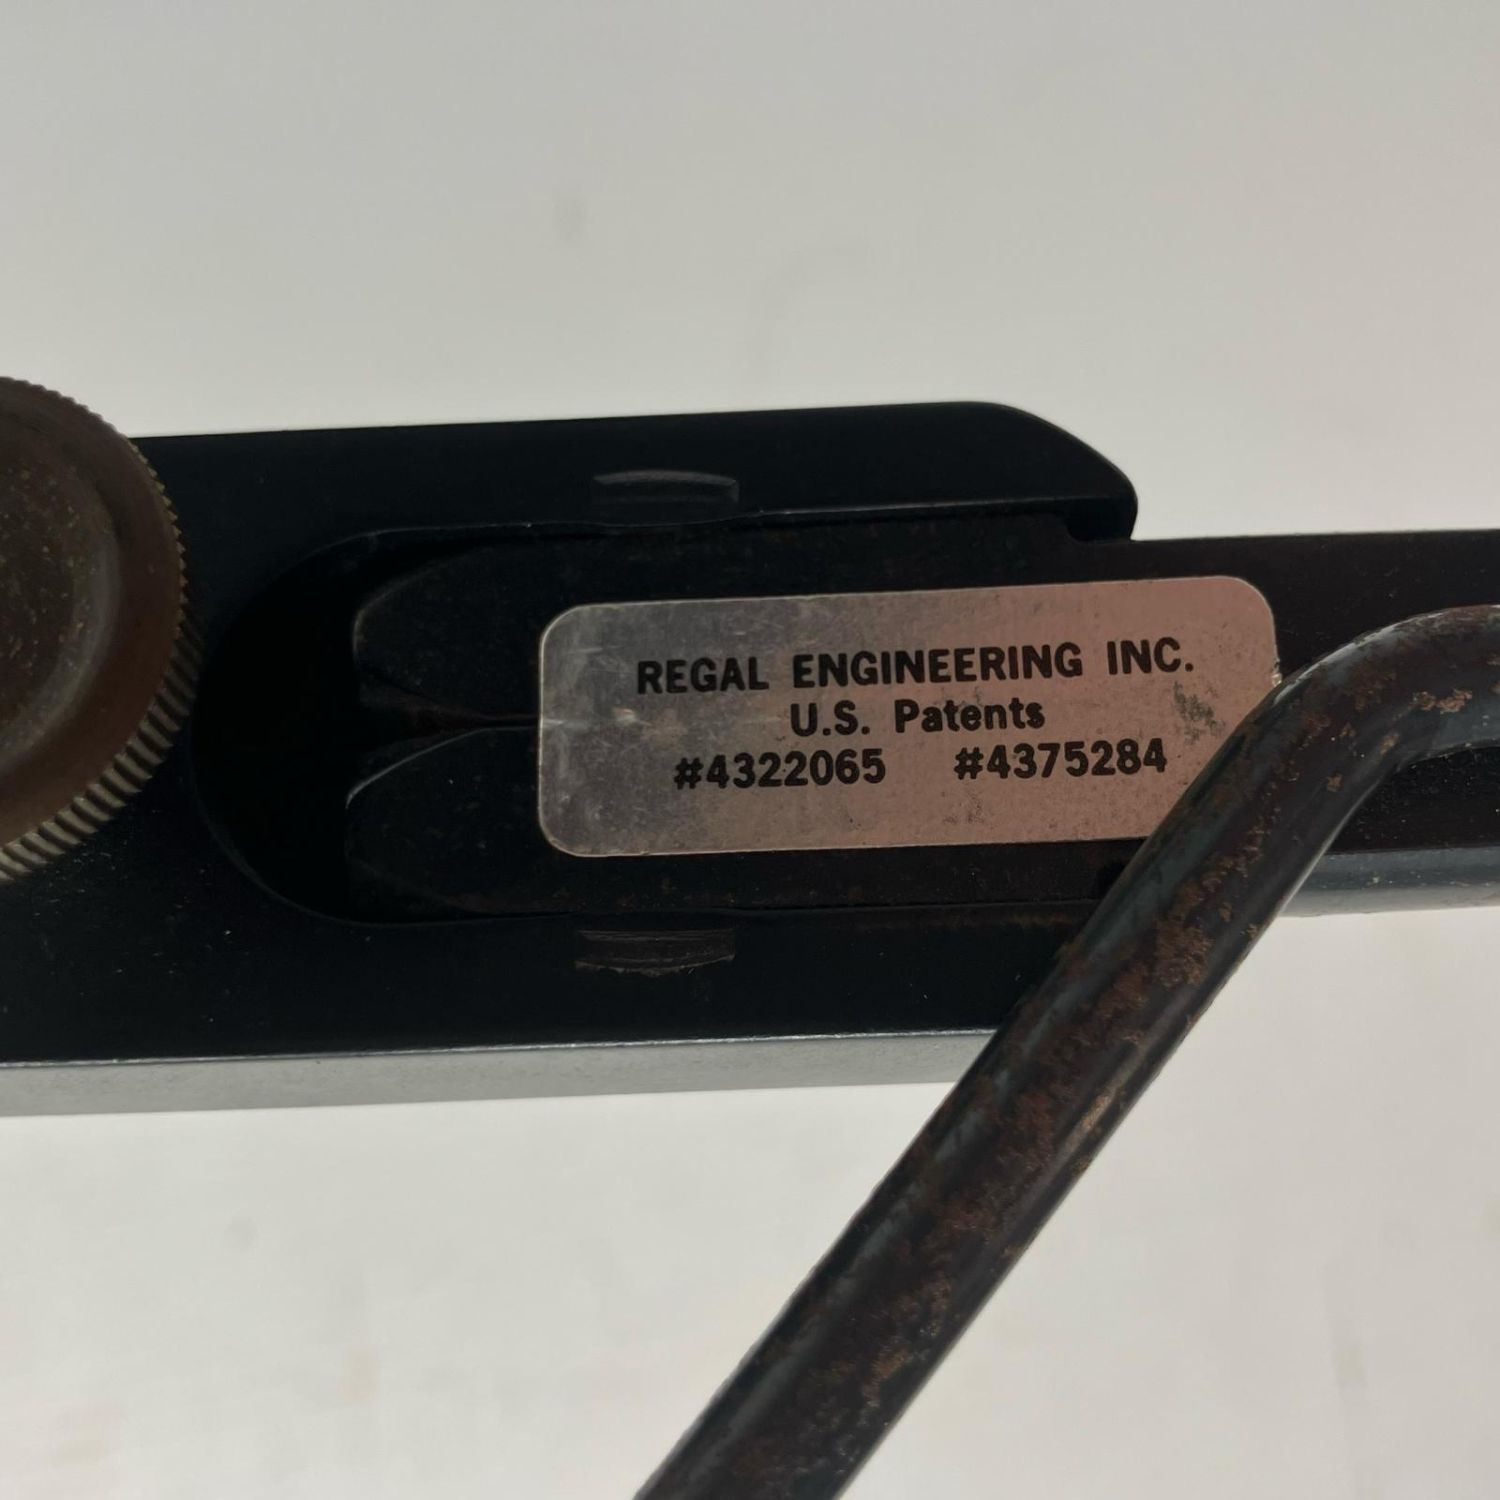 REGAL ENGINEERING INC.
U.S. Patents
#4322065 #4375284